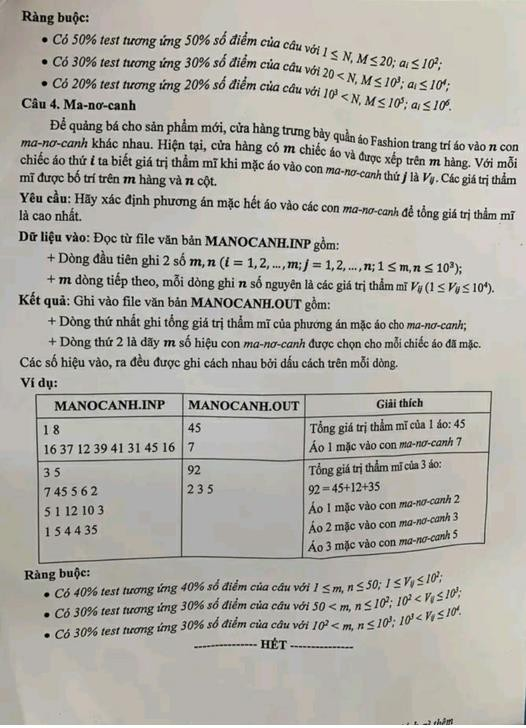 Ràng buộc:
• Có 50% test tương ứng 50% số điểm của câu với 1 ≤ N, M ≤ 20; aᵢ ≤ 10²;
• Có 30% test tương ứng 30% số điểm của câu với 20 < N, M ≤ 10³; aᵢ ≤ 10⁴;
• Có 20% test tương ứng 20% số điểm của câu với 10³ < N, M ≤ 10⁵; aᵢ ≤ 10⁶.
Câu 4. Ma-nơ-canh
Để quảng bá cho sản phẩm mới, cửa hàng trưng bày quần áo Fashion trang trí áo vào n con
ma-nơ-canh khác nhau. Hiện tại, cửa hàng có m chiếc áo và được xếp trên m hàng. Với mỗi
chiếc áo thứ i ta biết giá trị thẩm mĩ khi mặc áo vào con ma-nơ-canh thứ j là Vᵢⱼ. Các giá trị thẩm
mĩ được bố trí trên m hàng và n cột.
Yêu cầu: Hãy xác định phương án mặc hết áo vào các con ma-nơ-canh để tổng giá trị thẩm mĩ
là cao nhất.
Dữ liệu vào: Đọc từ file văn bản MANOCANH.INP gồm:
+ Dòng đầu tiên ghi 2 số m, n (i = 1, 2, ..., m; j = 1, 2, ..., n; 1 ≤ m, n ≤ 10³);
+ m dòng tiếp theo, mỗi dòng ghi n số nguyên là các giá trị thẩm mĩ Vᵢⱼ (1 ≤ Vᵢⱼ ≤ 10⁴).
Kết quả: Ghi vào file văn bản MANOCANH.OUT gồm:
+ Dòng thứ nhất ghi tổng giá trị thẩm mĩ của phương án mặc áo cho ma-nơ-canh;
+ Dòng thứ 2 là dãy m số hiệu con ma-nơ-canh được chọn cho mỗi chiếc áo đã mặc.
Các số hiệu vào, ra đều được ghi cách nhau bởi dấu cách trên mỗi dòng.
Ví dụ:
MANOCANH.INP MANOCANH.OUT Giải thích
1 8 45 Tổng giá trị thẩm mĩ của 1 áo: 45
16 37 12 39 41 31 45 16 7 Áo 1 mặc vào con ma-nơ-canh 7
3 5 92 Tổng giá trị thẩm mĩ của 3 áo:
7 45 5 6 2 2 3 5 92 = 45+12+35
5 1 12 10 3 Áo 1 mặc vào con ma-nơ-canh 2
1 5 4 4 35 Áo 2 mặc vào con ma-nơ-canh 3
Áo 3 mặc vào con ma-nơ-canh 5
Ràng buộc:
• Có 40% test tương ứng 40% số điểm của câu với 1 ≤ m, n ≤ 50; 1 ≤ Vᵢⱼ ≤ 10²;
• Có 30% test tương ứng 30% số điểm của câu với 50 < m, n ≤ 10²; 10² < Vᵢⱼ ≤ 10³;
• Có 30% test tương ứng 30% số điểm của câu với 10² < m, n ≤ 10³; 10³ < Vᵢⱼ ≤ 10⁴.
-------------- HẾT --------------
thêm